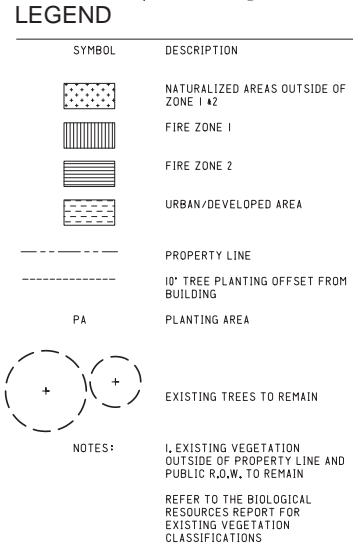 LEGEND
SYMBOL DESCRIPTION
NATURALIZED AREAS OUTSIDE OF
ZONE 1 &2
FIRE ZONE 1
FIRE ZONE 2
URBAN/DEVELOPED AREA
PROPERTY LINE
10' TREE PLANTING OFFSET FROM
BUILDING
PA PLANTING AREA
EXISTING TREES TO REMAIN
NOTES: 1. EXISTING VEGETATION
OUTSIDE OF PROPERTY LINE AND
PUBLIC R.O.W. TO REMAIN
REFER TO THE BIOLOGICAL
RESOURCES REPORT FOR
EXISTING VEGETATION
CLASSIFICATIONS